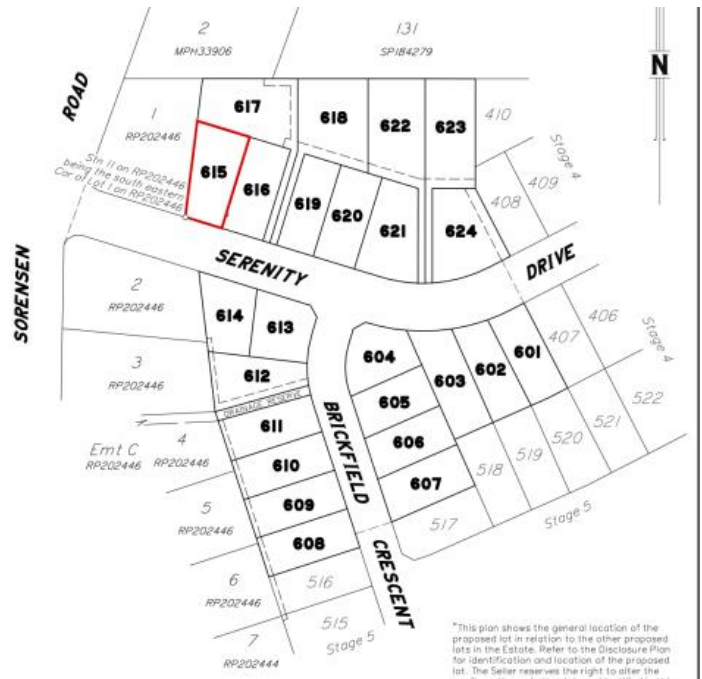 2
MPH33906
131
SP184279
N
ROAD
1
RP202446
617
618
622
623
410
Stage 4
409
408
Stn II on RP202446
being the south eastern
Cor of Lot 1 on RP202446
615
616
619
620
621
624
SERENITY
DRIVE
SORENSEN
2
RP202446
614
613
604
603
602
601
407
406
Stage 4
3
RP202446
612
605
DRAINAGE RESERVE
611
606
522
521
520
519
518
Emt C
RP202446
4
RP202446
BRICKFIELD
610
607
5
RP202446
609
517
Stage 5
608
CRESCENT
6
RP202446
516
515
Stage 5
7
RP202444
"This plan shows the general location of the
proposed lot in relation to the other proposed
lots in the Estate. Refer to the Disclosure Plan
for identification and location of the proposed
lot. The Seller reserves the right to alter the